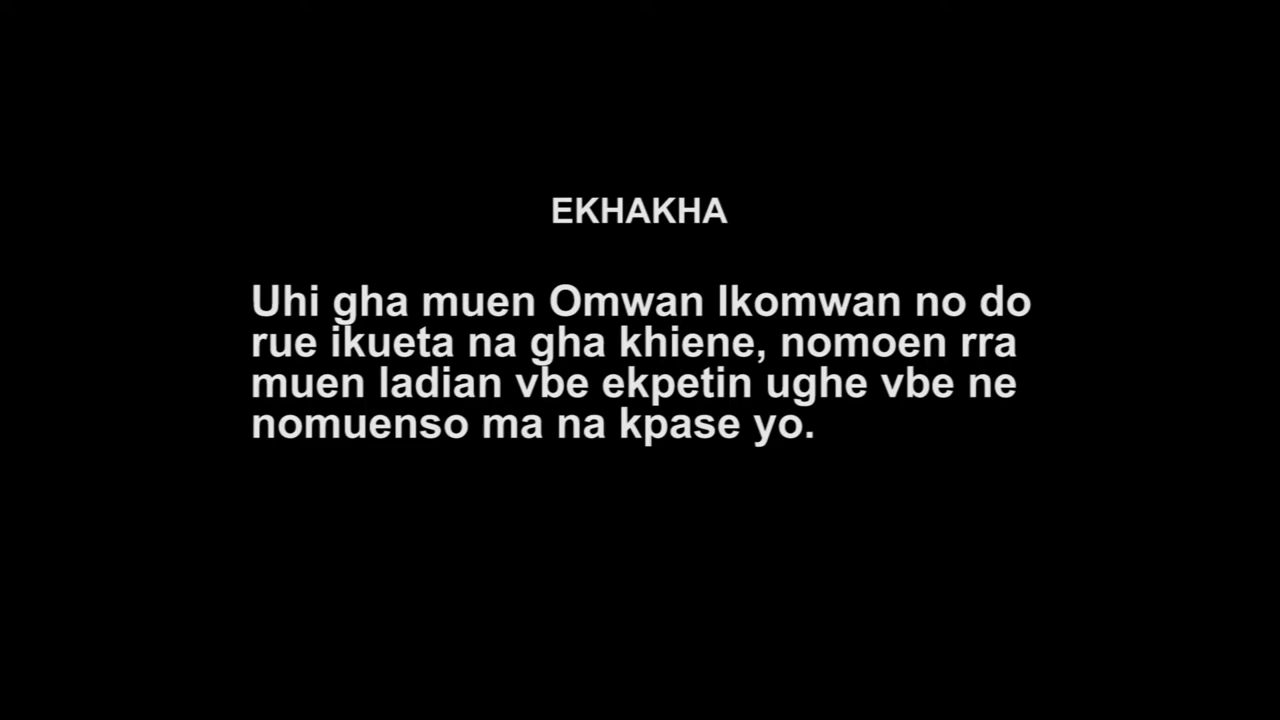 EKHAKHA
Uhi gha muen Omwan Ikomwan no do
rue ikueta na gha khiene, nomoen rra
muen ladian vbe ekpetin ughe vbe ne
nomuenso ma na kpase yo.